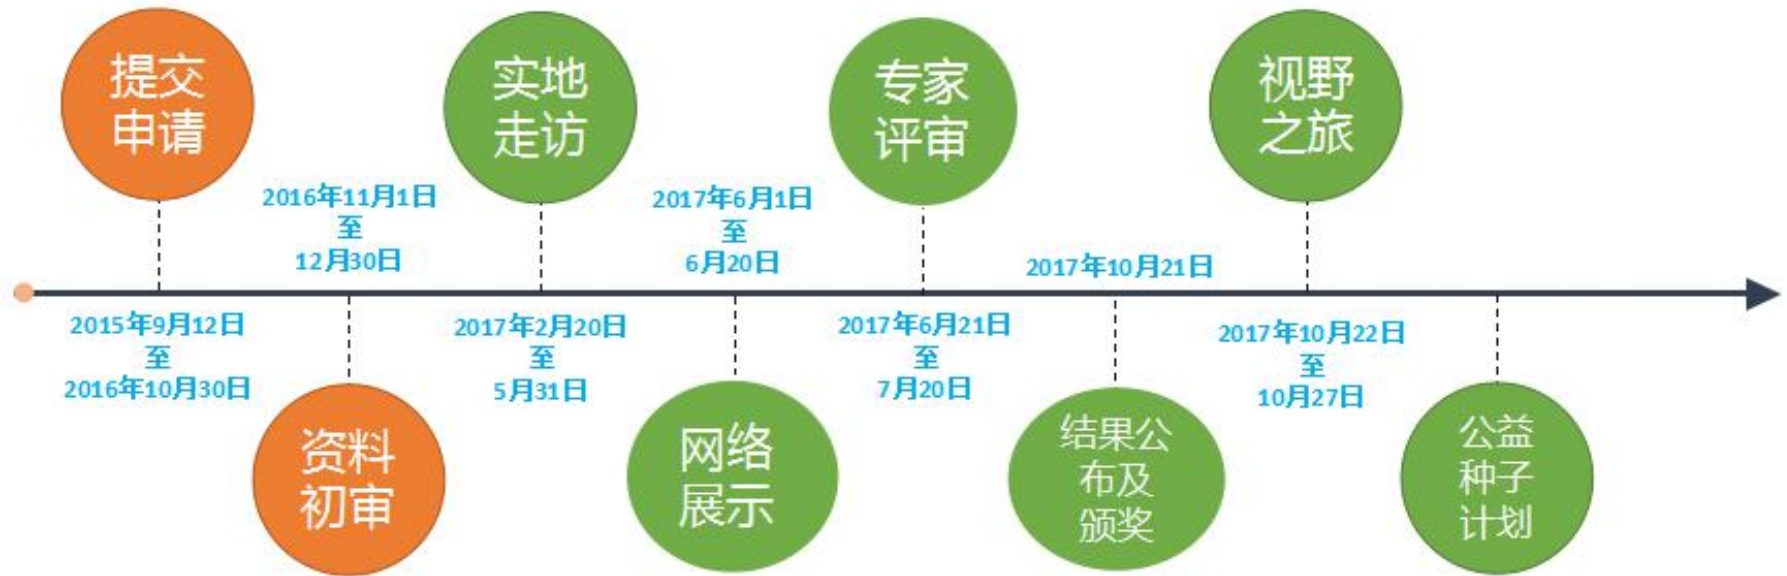 提交
申请
2015年9月12日
至
2016年10月30日
2016年11月1日
至
12月30日
资料
初审
实地
走访
2017年2月20日
至
5月31日
2017年6月1日
至
6月20日
网络
展示
专家
评审
2017年6月21日
至
7月20日
2017年10月21日
结果公
布及
颁奖
视野
之旅
2017年10月22日
至
10月27日
公益
种子
计划